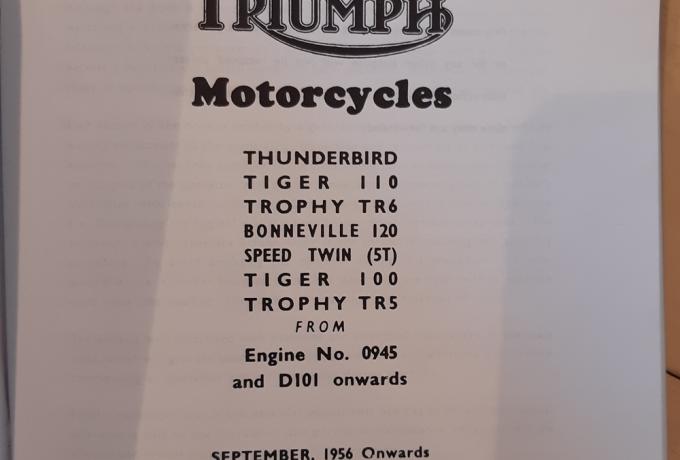 TRIUMPH
Motorcycles
THUNDERBIRD
TIGER 110
TROPHY TR6
BONNEVILLE 120
SPEED TWIN (5T)
TIGER 100
TROPHY TR5
FROM
Engine No. 0945
and D101 onwards
SEPTEMBER, 1956 Onwards